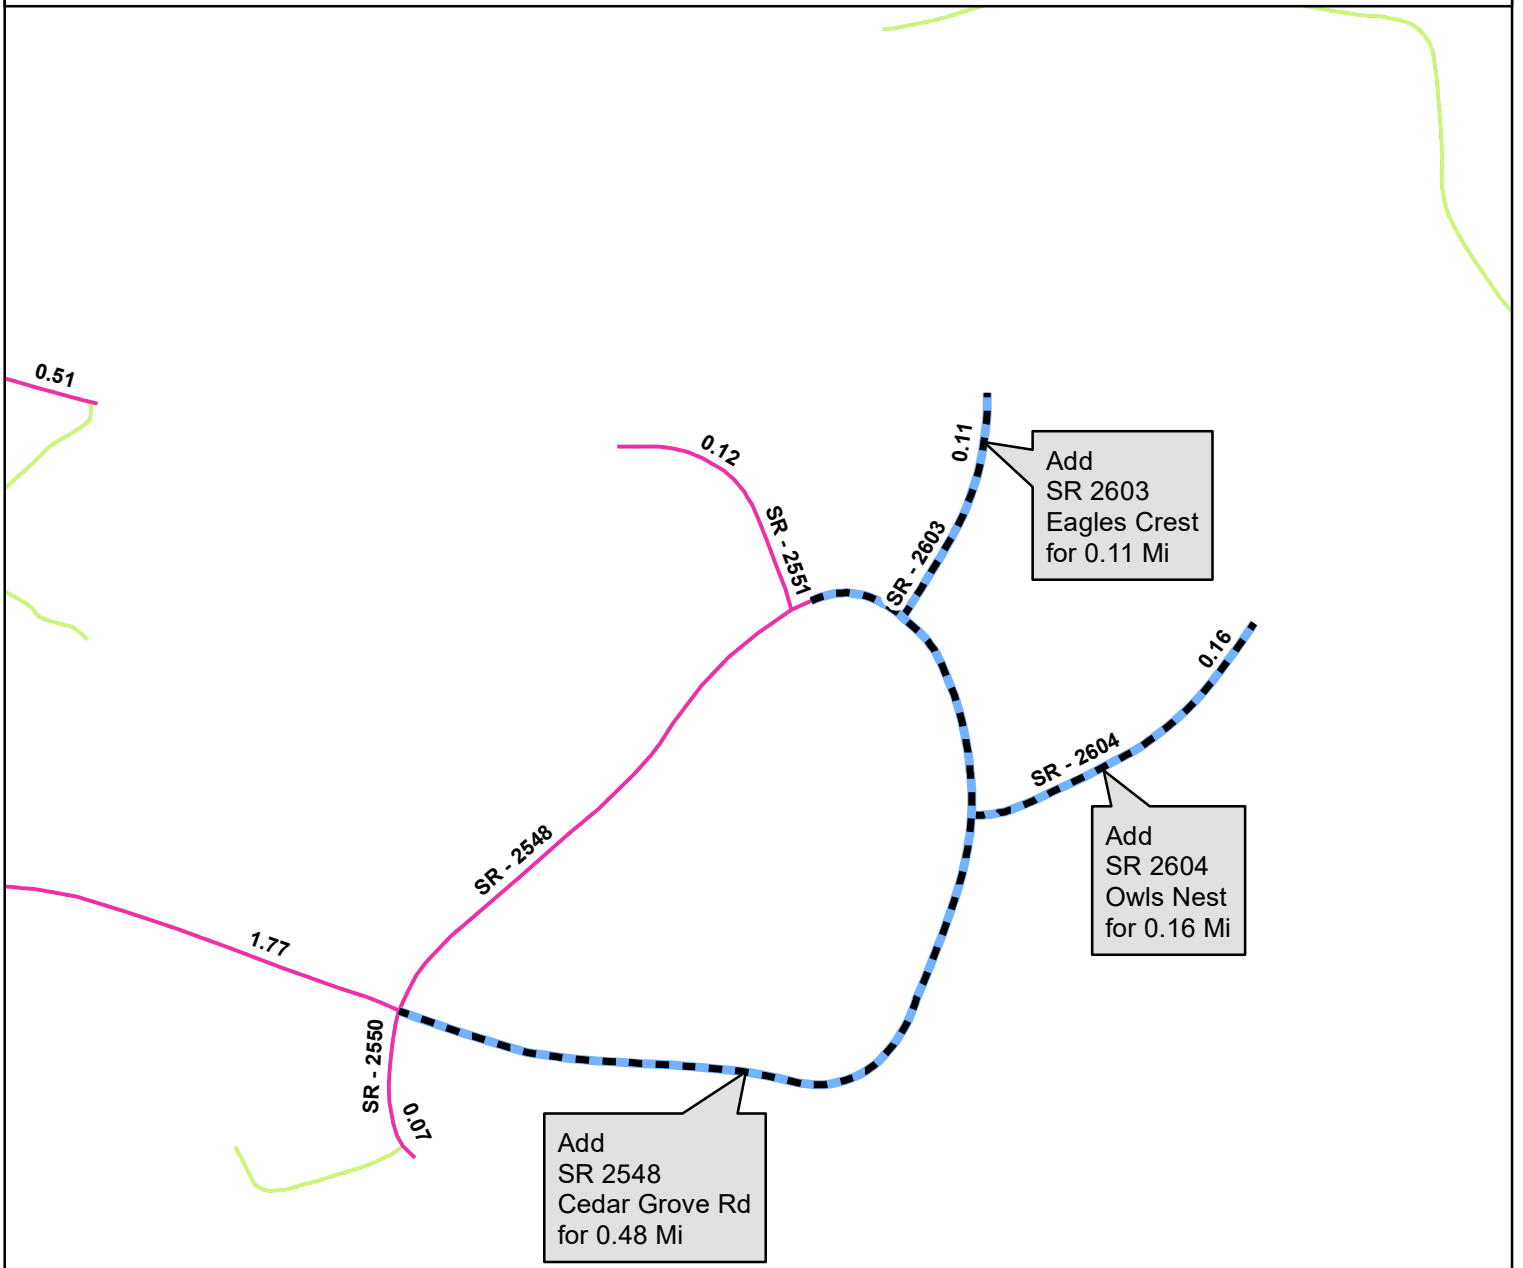 0.51
0.12
SR - 2551
0.11
SR - 2603
Add
SR 2603
Eagles Crest
for 0.11 Mi
0.16
SR - 2604
Add
SR 2604
Owls Nest
for 0.16 Mi
SR - 2548
1.77
SR - 2550
0.07
Add
SR 2548
Cedar Grove Rd
for 0.48 Mi